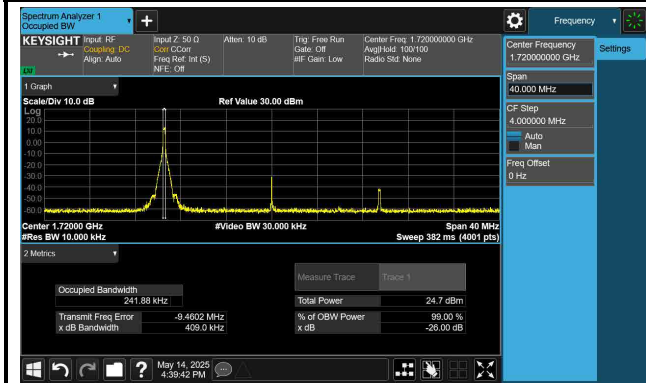 Spectrum Analyzer 1
Occupied BW
Frequency
KEYSIGHT
Input: RF
Coupling: DC
Align: Auto
Input Z: 50 Ω
Corr CCorr
Freq Ref: Int (S)
NFE: Off
Atten: 10 dB
Trig: Free Run
Gate: Off
#IF Gain: Low
Center Freq: 1.720000000 GHz
Avg|Hold: 100/100
Radio Std: None
Center Frequency
1.720000000 GHz
Settings
Span
40.000 MHz
CF Step
4.000000 MHz
Auto
Man
Freq Offset
0 Hz
1 Graph
Scale/Div 10.0 dB
Ref Value 30.00 dBm
Log
20.0
10.0
0.00
-10.0
-20.0
-30.0
-40.0
-50.0
-60.0
Center 1.72000 GHz
#Video BW 30.000 kHz
Span 40 MHz
#Res BW 10.000 kHz
Sweep 382 ms (4001 pts)
2 Metrics
Measure Trace
Trace 1
Occupied Bandwidth
241.88 kHz
Total Power
24.7 dBm
Transmit Freq Error
-9.4602 MHz
% of OBW Power
99.00 %
x dB Bandwidth
409.0 kHz
x dB
-26.00 dB
May 14, 2025
4:39:42 PM